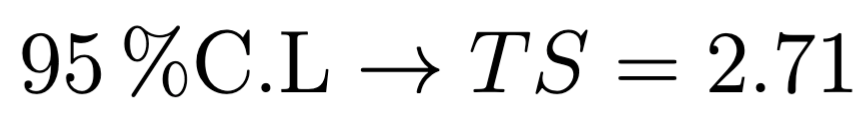 95 %C.L → TS = 2.71